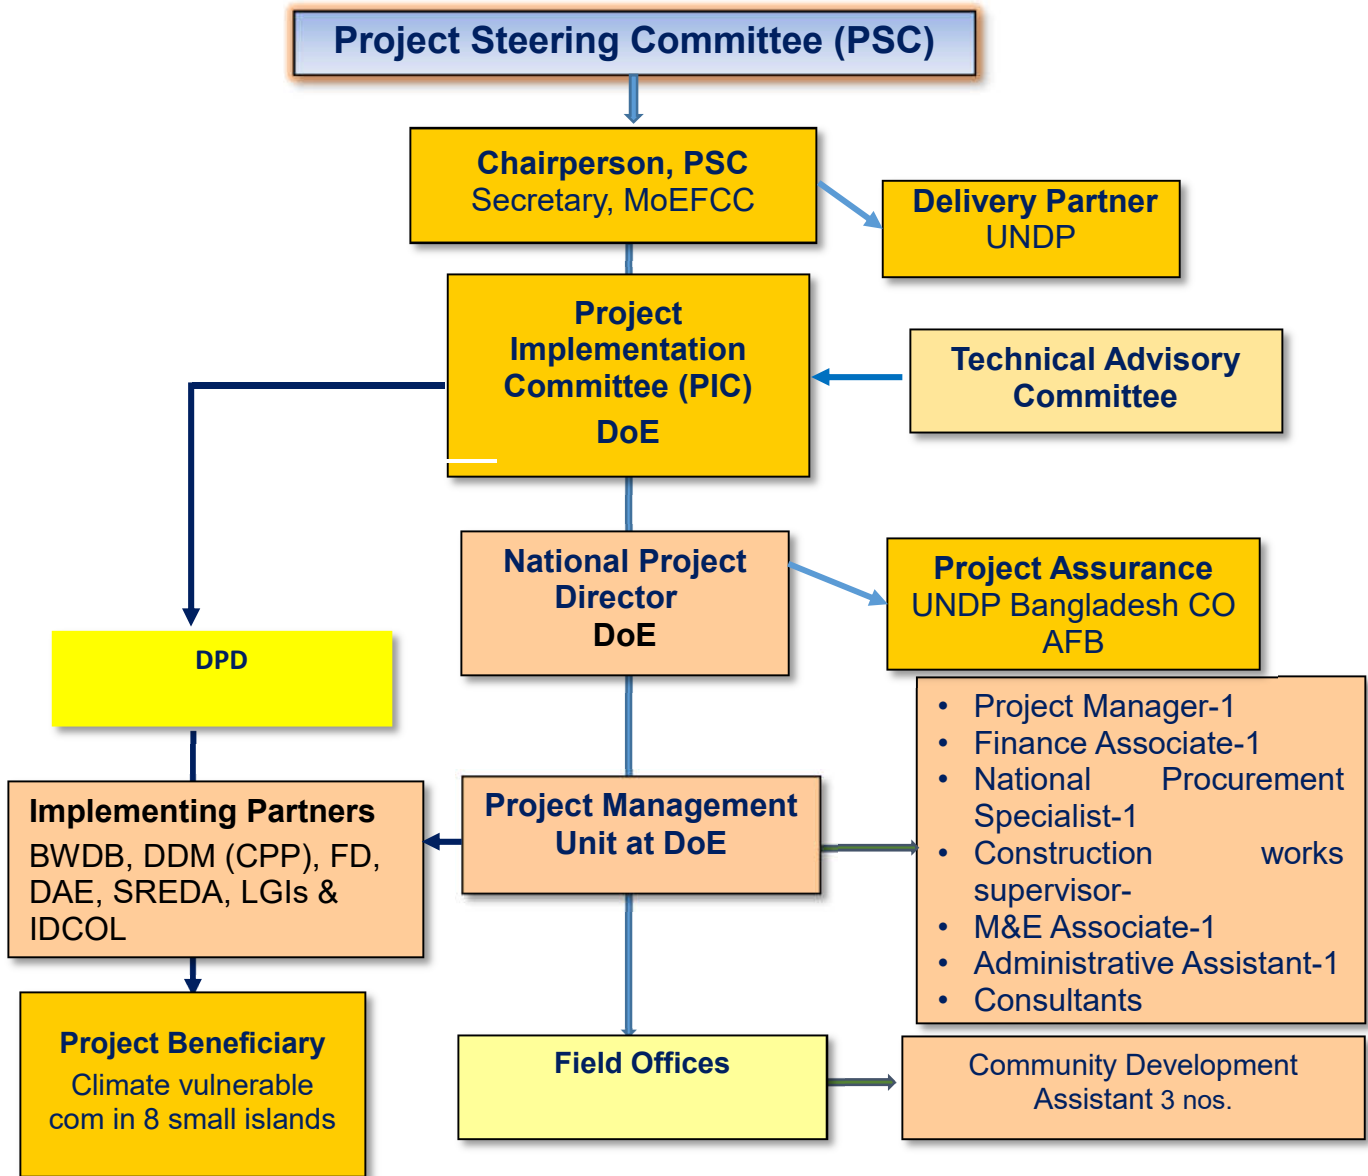 Project Steering Committee (PSC)
Chairperson, PSC
Secretary, MoEFCC
Delivery Partner
UNDP
Project
Implementation
Committee (PIC)
DoE
Technical Advisory
Committee
National Project
Director
DoE
Project Assurance
UNDP Bangladesh CO
AFB
DPD
• Project Manager-1
• Finance Associate-1
• National Procurement
Specialist-1
• Construction works
supervisor-
• M&E Associate-1
• Administrative Assistant-1
• Consultants
Implementing Partners
BWDB, DDM (CPP), FD,
DAE, SREDA, LGIs &
IDCOL
Project Management
Unit at DoE
Project Beneficiary
Climate vulnerable
com in 8 small islands
Field Offices
Community Development
Assistant 3 nos.